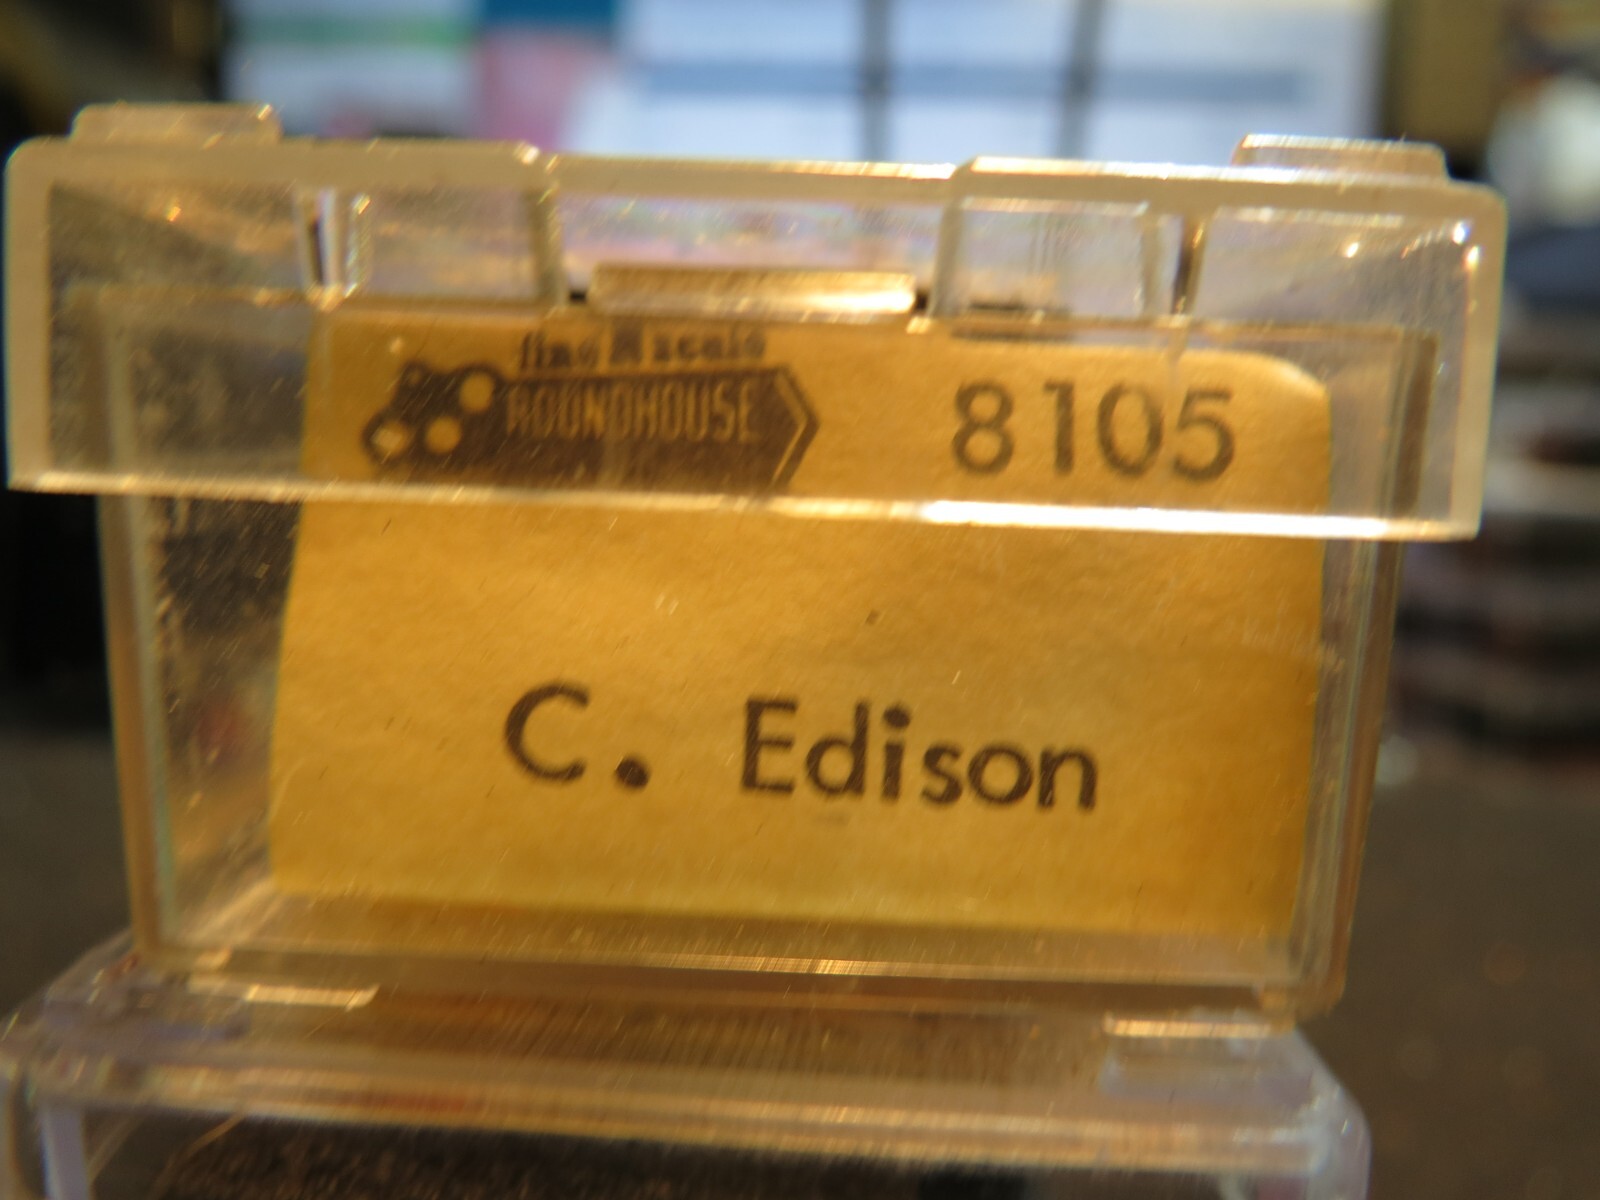 fine N scale
ROUNDHOUSE
8105
C. Edison